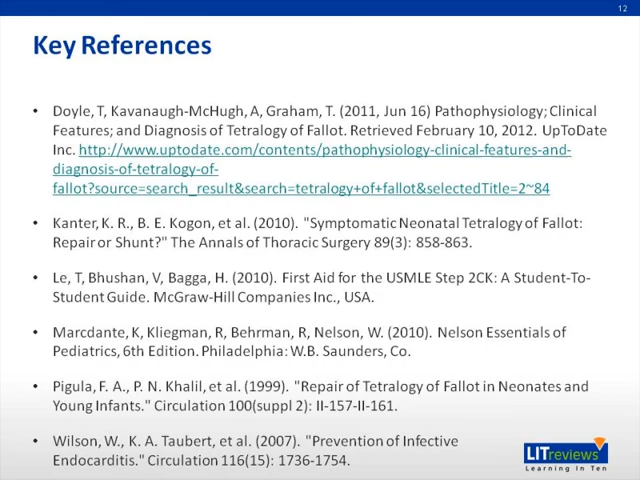 12
Key References
• Doyle, T, Kavanaugh-McHugh, A, Graham, T. (2011, Jun 16) Pathophysiology; Clinical
Features; and Diagnosis of Tetralogy of Fallot. Retrieved February 10, 2012. UpToDate
Inc. http://www.uptodate.com/contents/pathophysiology-clinical-features-and-
diagnosis-of-tetralogy-of-
fallot?source=search_result&search=tetralogy+of+fallot&selectedTitle=2~84
• Kanter, K. R., B. E. Kogon, et al. (2010). "Symptomatic Neonatal Tetralogy of Fallot:
Repair or Shunt?" The Annals of Thoracic Surgery 89(3): 858-863.
• Le, T, Bhushan, V, Bagga, H. (2010). First Aid for the USMLE Step 2CK: A Student-To-
Student Guide. McGraw-Hill Companies Inc., USA.
• Marcdante, K, Kliegman, R, Behrman, R, Nelson, W. (2010). Nelson Essentials of
Pediatrics, 6th Edition. Philadelphia: W.B. Saunders, Co.
• Pigula, F. A., P. N. Khalil, et al. (1999). "Repair of Tetralogy of Fallot in Neonates and
Young Infants." Circulation 100(suppl 2): II-157-II-161.
• Wilson, W., K. A. Taubert, et al. (2007). "Prevention of Infective
Endocarditis." Circulation 116(15): 1736-1754.
LITreviews
Learning In Ten